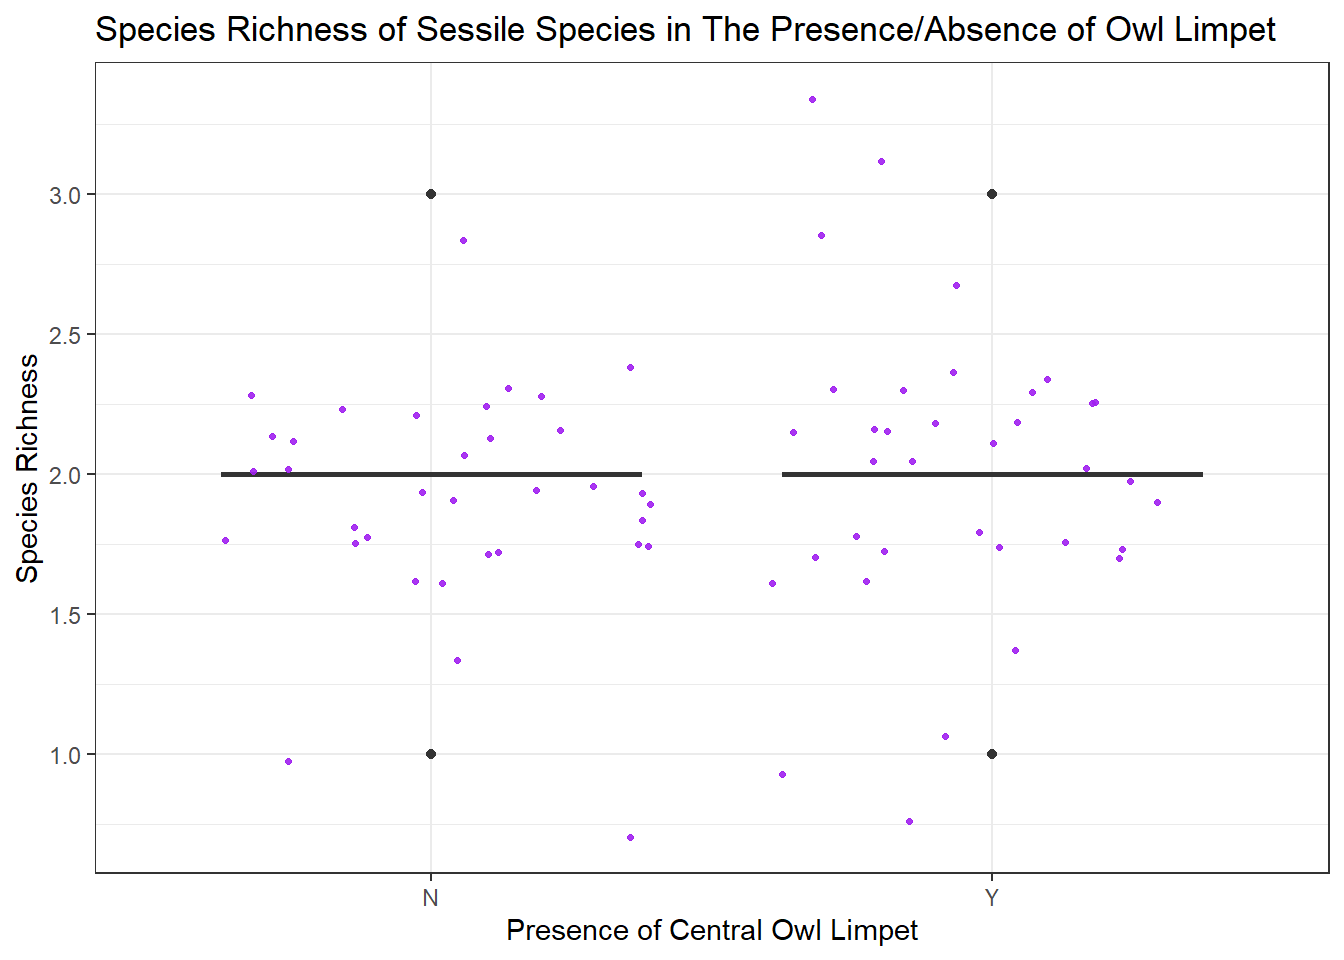 Species Richness of Sessile Species in The Presence/Absence of Owl Limpet
Species Richness
3.0
2.5
2.0
1.5
1.0
N Y
Presence of Central Owl Limpet